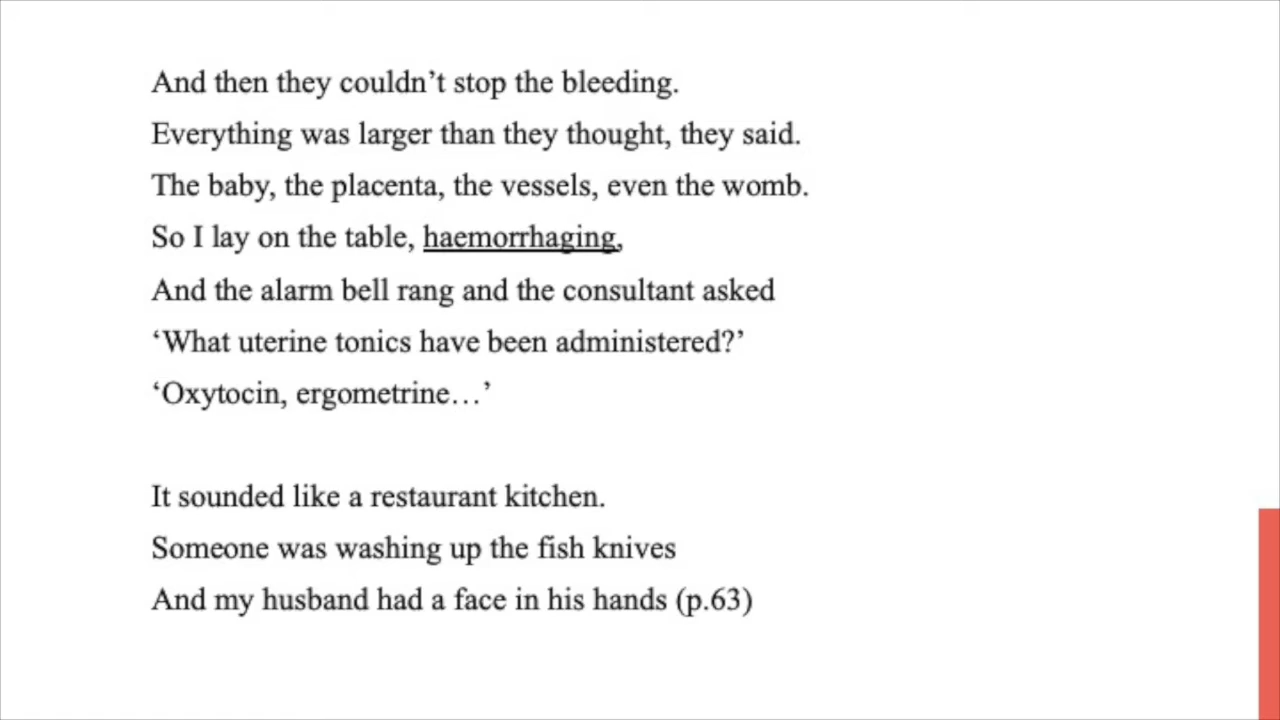 And then they couldn’t stop the bleeding.
Everything was larger than they thought, they said.
The baby, the placenta, the vessels, even the womb.
So I lay on the table, haemorrhaging,
And the alarm bell rang and the consultant asked
‘What uterine tonics have been administered?’
‘Oxytocin, ergometrine…’
It sounded like a restaurant kitchen.
Someone was washing up the fish knives
And my husband had a face in his hands (p.63)